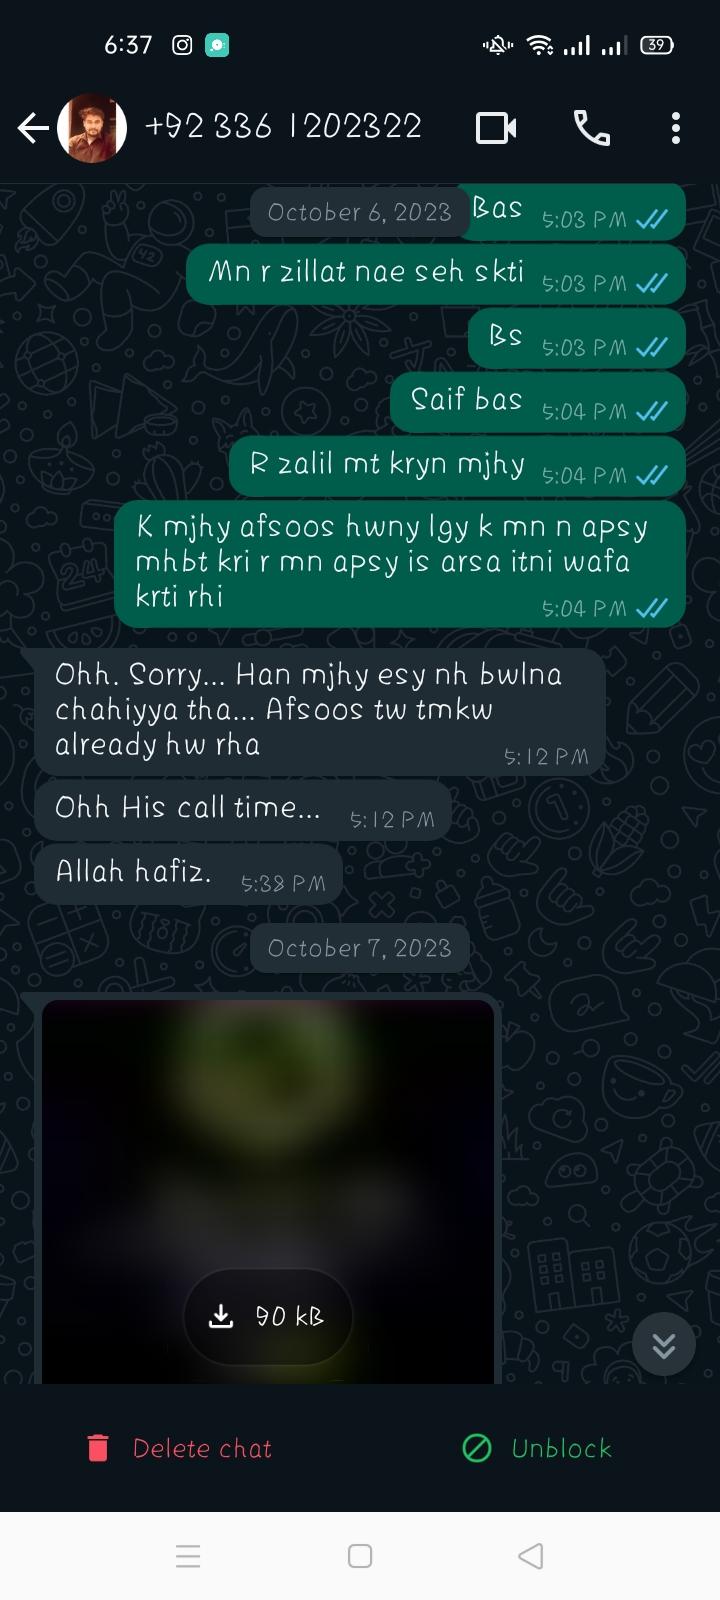 6:37
39
+92 336 1202322
October 6, 2023
Bas 5:03 PM
Mn r zillat nae seh skti 5:03 PM
Bs 5:03 PM
Saif bas 5:04 PM
R zalil mt kryn mjhy 5:04 PM
K mjhy afsoos hwny lgy k mn n apsy
mhbt kri r mn apsy is arsa itni wafa
krti rhi 5:04 PM
Ohh. Sorry... Han mjhy esy nh bwlna
chahiyya tha... Afsoos tw tmkw
already hw rha 5:12 PM
Ohh His call time... 5:12 PM
Allah hafiz. 5:38 PM
October 7, 2023
90 kB
Delete chat Unblock